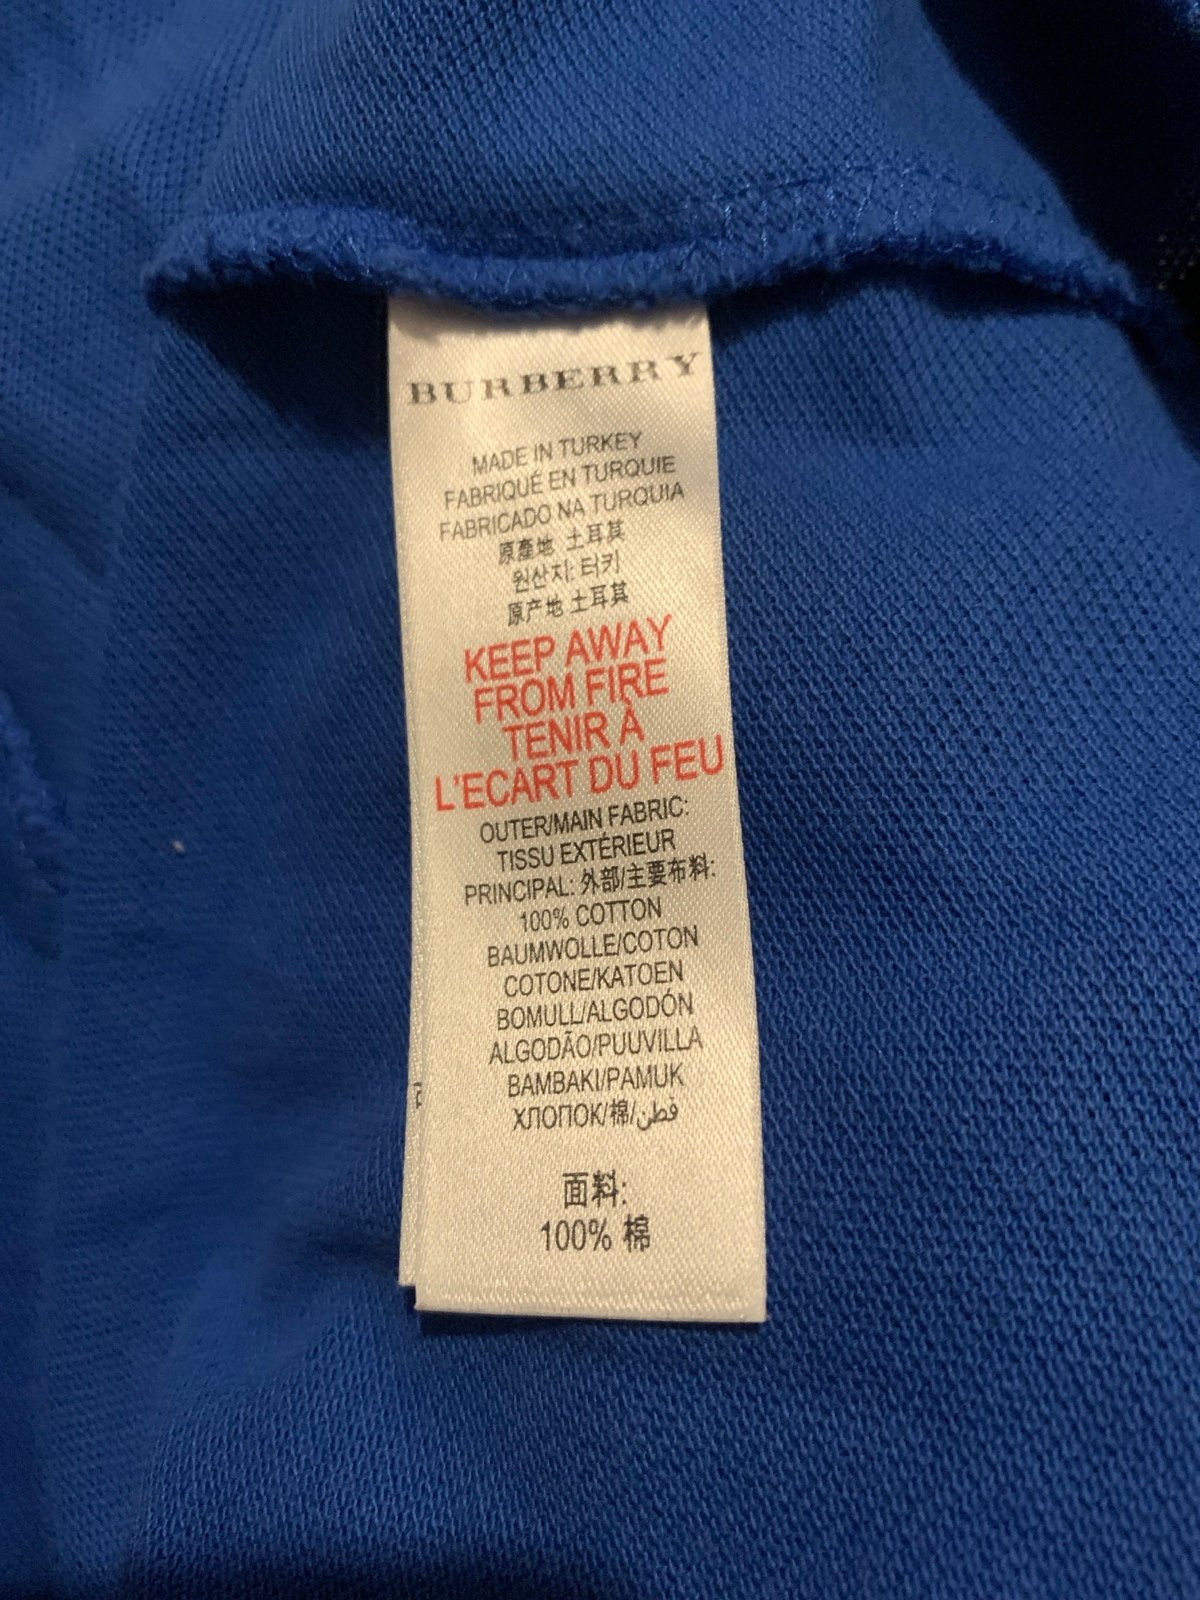 BURBERRY
MADE IN TURKEY
FABRIQUÉ EN TURQUIE
FABRICADO NA TURQUIA
原產地 土耳其
원산지: 터키
原产地 土耳其
KEEP AWAY
FROM FIRE
TENIR À
L'ECART DU FEU
OUTER/MAIN FABRIC:
TISSU EXTÉRIEUR
PRINCIPAL: 外部/主要布料:
100% COTTON
BAUMWOLLE/COTON
COTONE/KATOEN
BOMULL/ALGODÓN
ALGODÃO/PUUVILLA
BAMBAKI/PAMUK
ХЛОПОК/棉/قطن
面料:
100% 棉